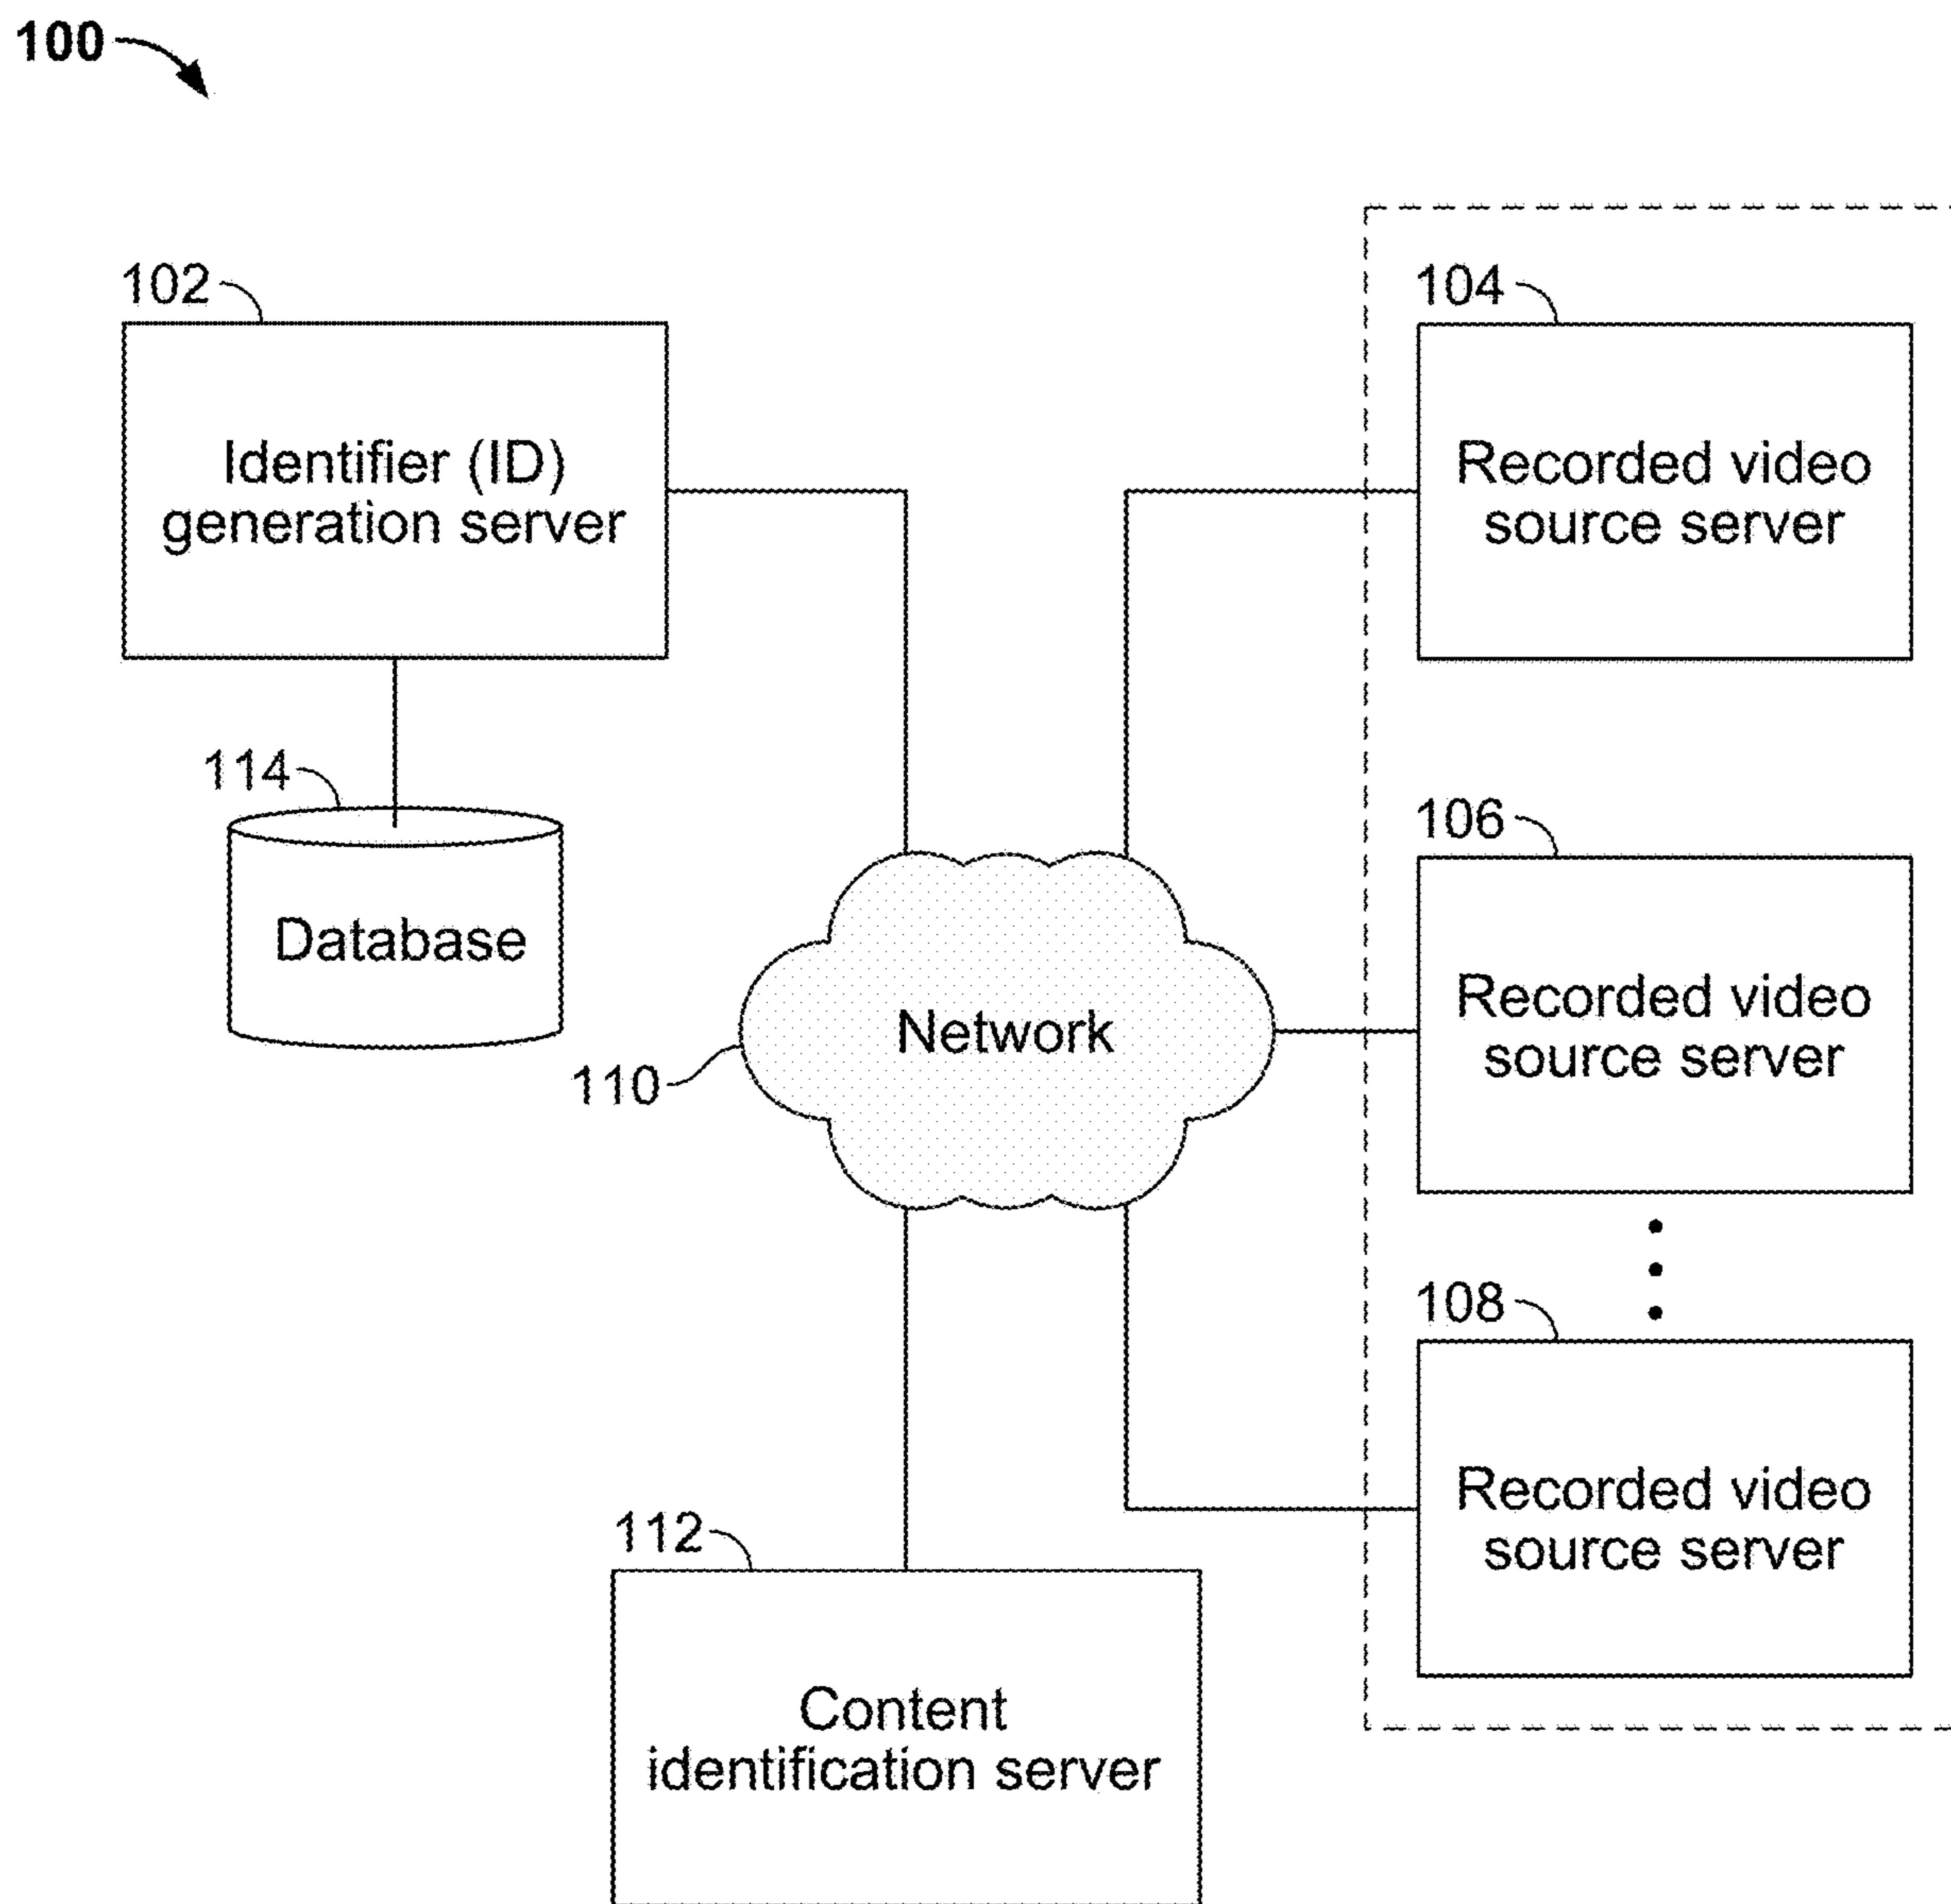 100
102
Identifier (ID)
generation server
104
Recorded video
source server
114
Database
106
Recorded video
source server
Network
110
108
Recorded video
source server
112
Content
identification server